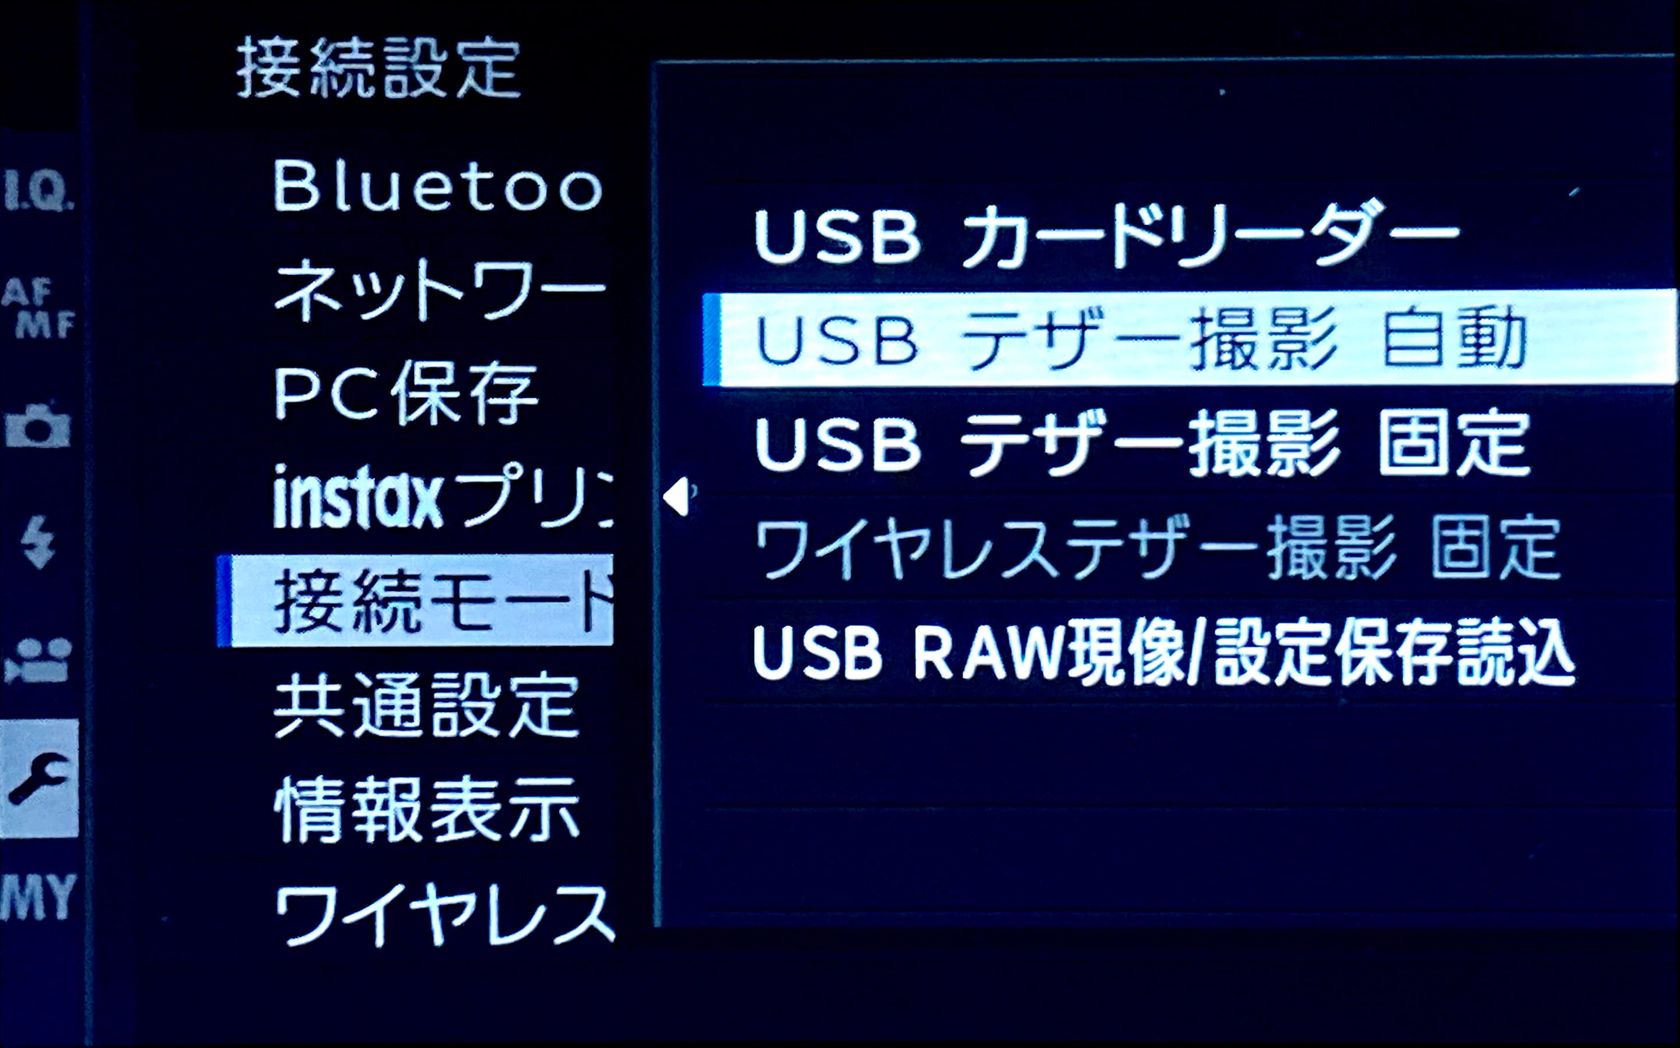 接続設定
I.Q.
AF
MF
MY
Bluetoo
ネットワー
PC保存
instaxプリン
接続モード
共通設定
情報表示
ワイヤレス
USB カードリーダー
USB テザー撮影 自動
USB テザー撮影 固定
ワイヤレステザー撮影 固定
USB RAW現像/設定保存読込